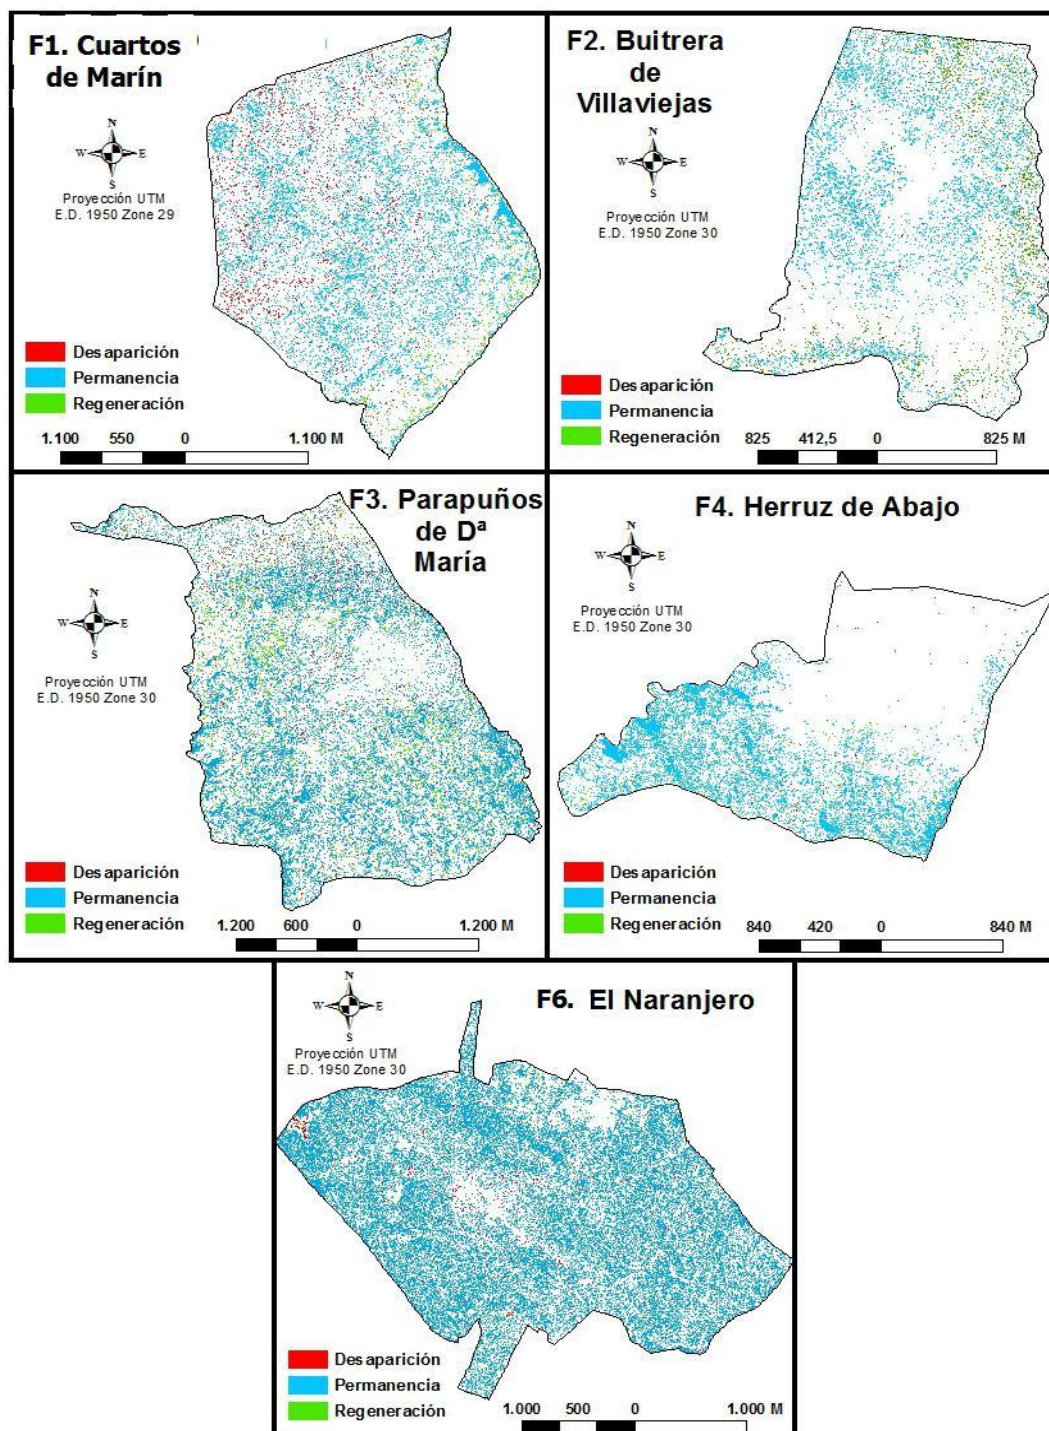 F1. Cuartos
de Marín
N
W E
S
Proyección UTM
E.D. 1950 Zone 29
Desaparición
Permanencia
Regeneración
1.100 550 0 1.100 M
F2. Buitrera
de
Villaviejas
N
W E
S
Proyección UTM
E.D. 1950 Zone 30
Desaparición
Permanencia
Regeneración
825 412,5 0 825 M
F3. Parapuños
de Dª
María
N
W E
S
Proyección UTM
E.D. 1950 Zone 30
Desaparición
Permanencia
Regeneración
1.200 600 0 1.200 M
F4. Herruz de Abajo
N
W E
S
Proyección UTM
E.D. 1950 Zone 30
Desaparición
Permanencia
Regeneración
840 420 0 840 M
F6. El Naranjero
N
W E
S
Proyección UTM
E.D. 1950 Zone 30
Desaparición
Permanencia
Regeneración
1.000 500 0 1.000 M